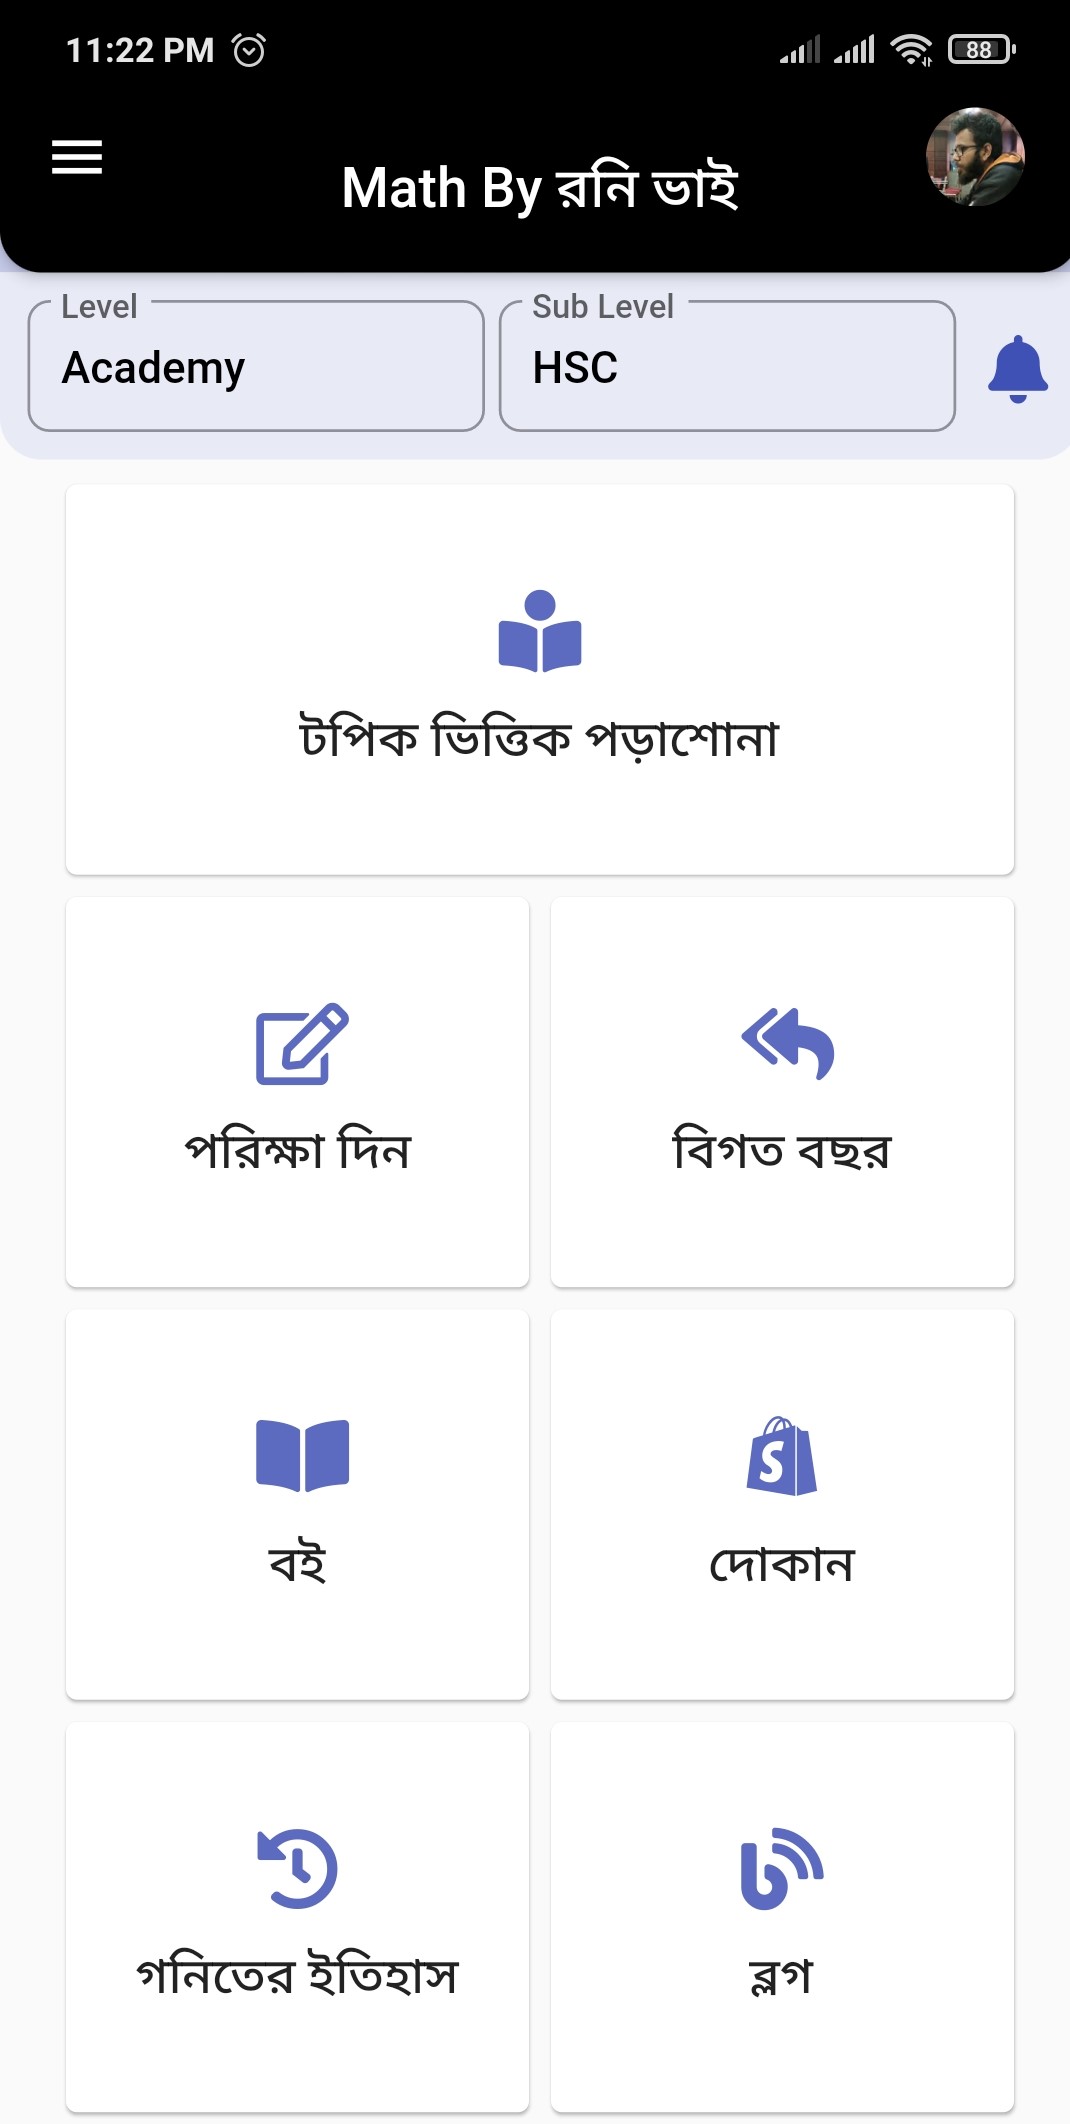 11:22 PM 88
Math By রনি ভাই
Level Sub Level
Academy HSC
টপিক ভিত্তিক পড়াশোনা
পরিক্ষা দিন
বিগত বছর
বই
দোকান
গনিতের ইতিহাস
ব্লগ